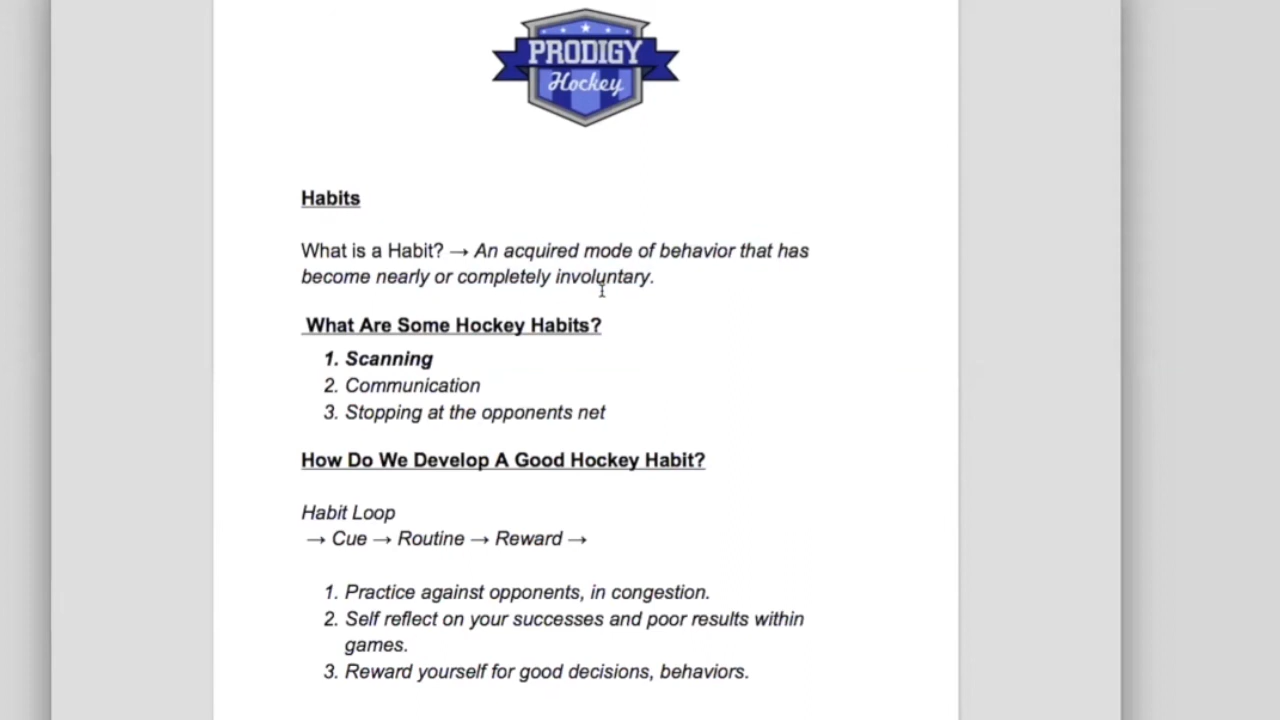 PRODIGY
Hockey
Habits
What is a Habit? → An acquired mode of behavior that has
become nearly or completely involuntary.
What Are Some Hockey Habits?
1. Scanning
2. Communication
3. Stopping at the opponents net
How Do We Develop A Good Hockey Habit?
Habit Loop
→ Cue → Routine → Reward →
1. Practice against opponents, in congestion.
2. Self reflect on your successes and poor results within
games.
3. Reward yourself for good decisions, behaviors.